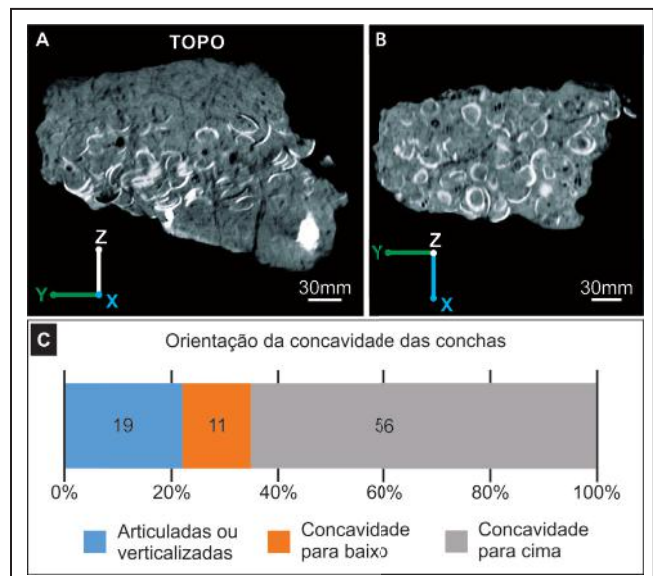 A
TOPO
B
Z
Y
X
30mm
Z
Y
X
30mm
C
Orientação da concavidade das conchas
19
11
56
0%
20%
40%
60%
80%
100%
Articuladas ou
verticalizadas
Concavidade
para baixo
Concavidade
para cima